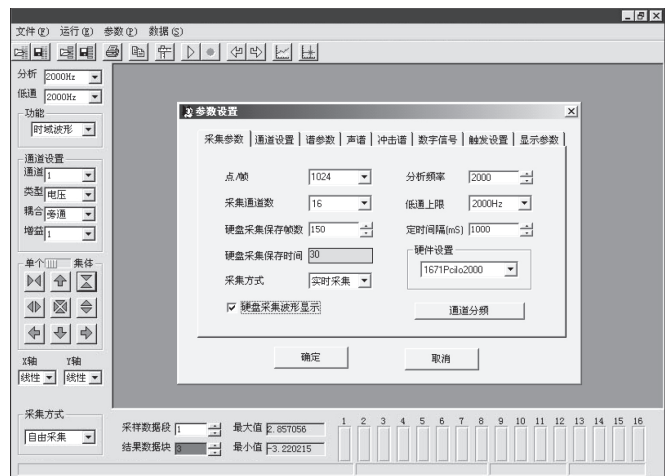 文件(F) 运行(R) 参数(P) 数据(S)
分析 2000Hz
低通 2000Hz
功能
时域波形
通道设置
通道 1
类型 电压
耦合 旁通
增益 1
单个 集体
X轴 Y轴
线性 线性
采集方式
自由采集
参数设置
采集参数 通道设置 谱参数 声谱 冲击谱 数字信号 触发设置 显示参数
点/帧 1024 分析频率 2000
采集通道数 16 低通上限 2000Hz
硬盘采集保存帧数 150 定时间隔(mS) 1000
硬盘采集保存时间 30 硬件设置
1671Pciio2000
采集方式 实时采集
硬盘采集波形显示 通道分频
确定 取消
采样数据段 1 最大值 2.857056
结果数据块 3 最小值 -3.220215
1 2 3 4 5 6 7 8 9 10 11 12 13 14 15 16